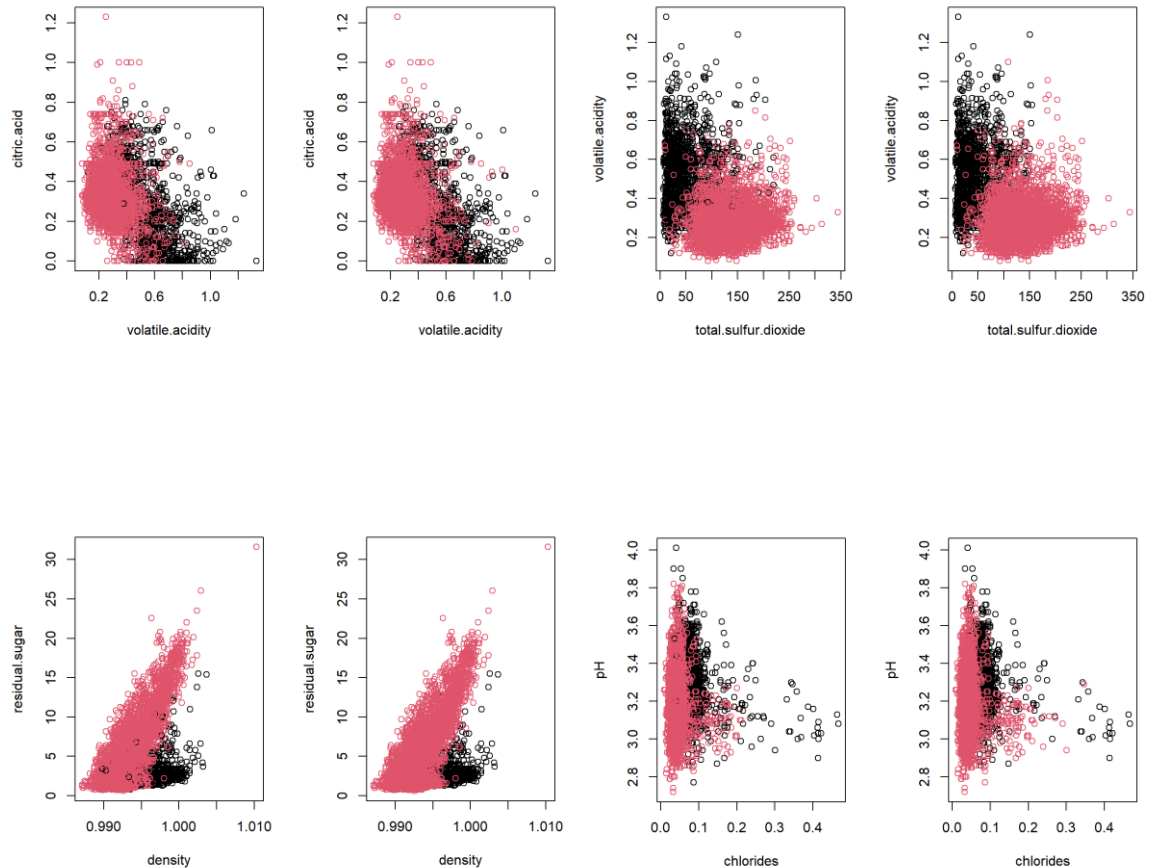 citric.acid
0.0 0.2 0.4 0.6 0.8 1.0 1.2
0.2 0.6 1.0
volatile.acidity
citric.acid
0.0 0.2 0.4 0.6 0.8 1.0 1.2
0.2 0.6 1.0
volatile.acidity
volatile.acidity
0.2 0.4 0.6 0.8 1.0 1.2
0 50 150 250 350
total.sulfur.dioxide
volatile.acidity
0.2 0.4 0.6 0.8 1.0 1.2
0 50 150 250 350
total.sulfur.dioxide
residual.sugar
0 5 10 15 20 25 30
0.990 1.000 1.010
density
residual.sugar
0 5 10 15 20 25 30
0.990 1.000 1.010
density
pH
2.8 3.0 3.2 3.4 3.6 3.8 4.0
0.0 0.1 0.2 0.3 0.4
chlorides
pH
2.8 3.0 3.2 3.4 3.6 3.8 4.0
0.0 0.1 0.2 0.3 0.4
chlorides